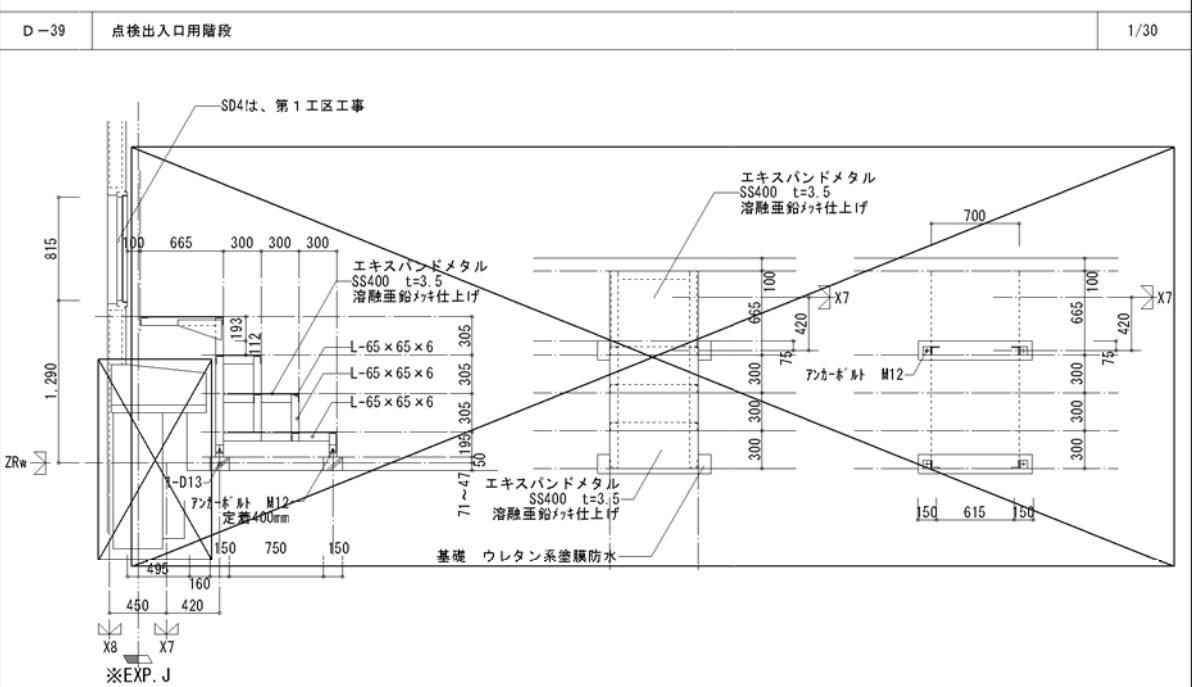 D-39
点検出入口用階段
1/30
SD4は、第1工区工事
エキスパンドメタル
SS400 t=3.5
溶融亜鉛メッキ仕上げ
700
815
100
665
300
300
300
エキスパンドメタル
SS400 t=3.5
溶融亜鉛メッキ仕上げ
100
X7
665
420
75
100
X7
665
420
75
193
112
305
L-65×65×6
305
L-65×65×6
305
L-65×65×6
195
50
71~47
1,290
アンカーボルト M12
300
300
300
300
300
300
ZRw
1-D13
アンカーボルト M12
定着400mm
エキスパンドメタル
SS400 t=3.5
溶融亜鉛メッキ仕上げ
150
615
150
150
750
150
基礎 ウレタン系塗膜防水
495
160
450
420
X8
X7
※EXP.J